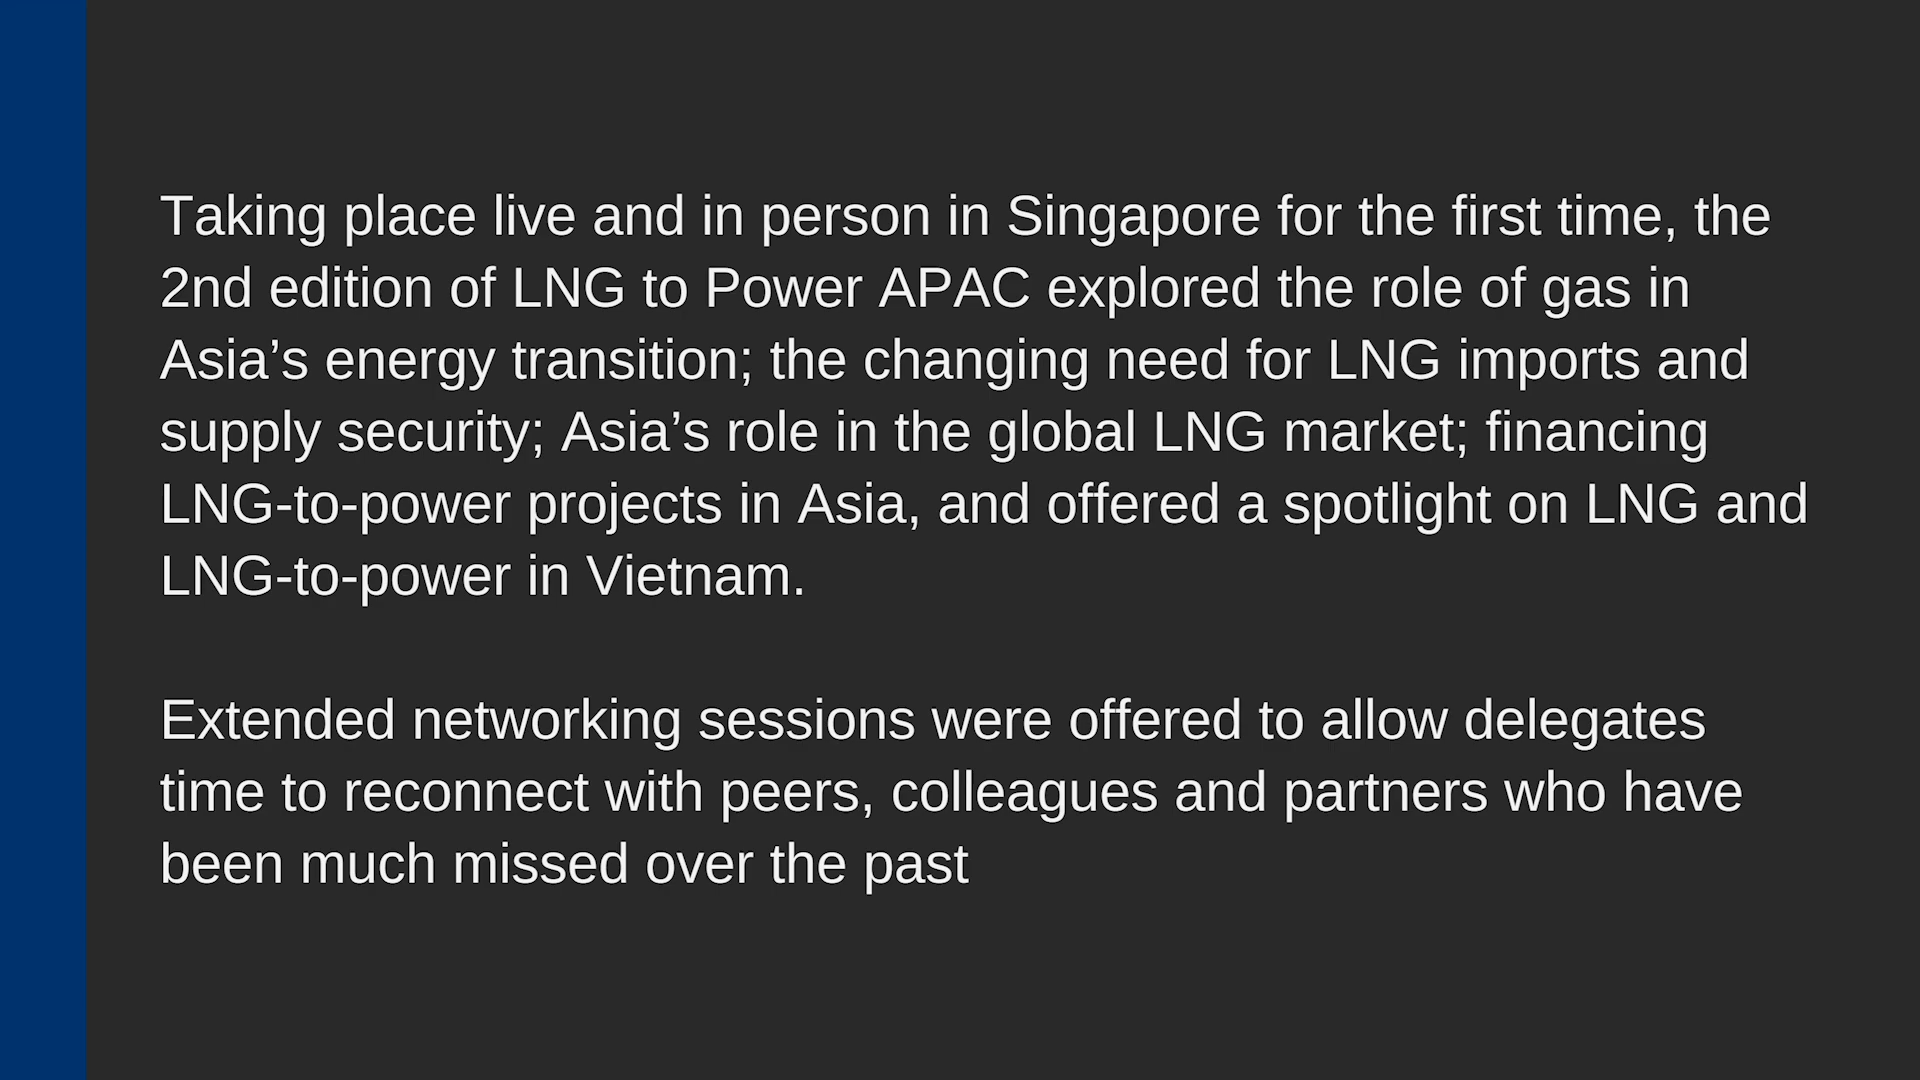 Taking place live and in person in Singapore for the first time, the
2nd edition of LNG to Power APAC explored the role of gas in
Asia’s energy transition; the changing need for LNG imports and
supply security; Asia’s role in the global LNG market; financing
LNG-to-power projects in Asia, and offered a spotlight on LNG and
LNG-to-power in Vietnam.
Extended networking sessions were offered to allow delegates
time to reconnect with peers, colleagues and partners who have
been much missed over the past